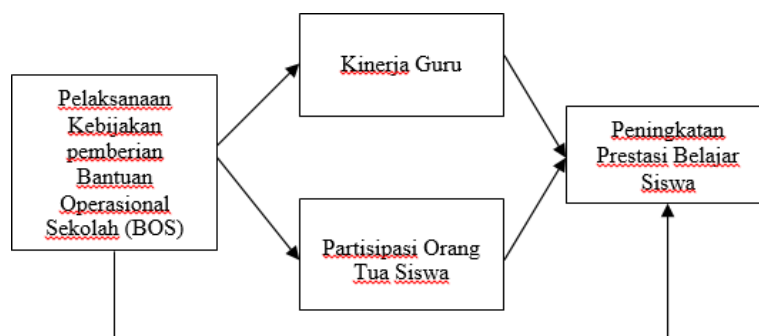 Pelaksanaan
Kebijakan
pemberian
Bantuan
Operasional
Sekolah (BOS)
Kinerja Guru
Partisipasi Orang
Tua Siswa
Peningkatan
Prestasi Belajar
Siswa